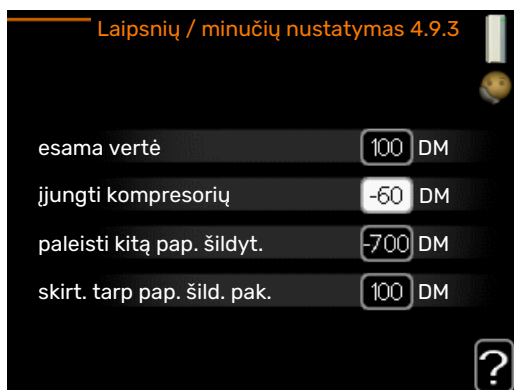 Laipsnių / minučių nustatymas 4.9.3
esama vertė 100 DM
įjungti kompresorių -60 DM
paleisti kitą pap. šildyt. -700 DM
skirt. tarp pap. šild. pak. 100 DM
?